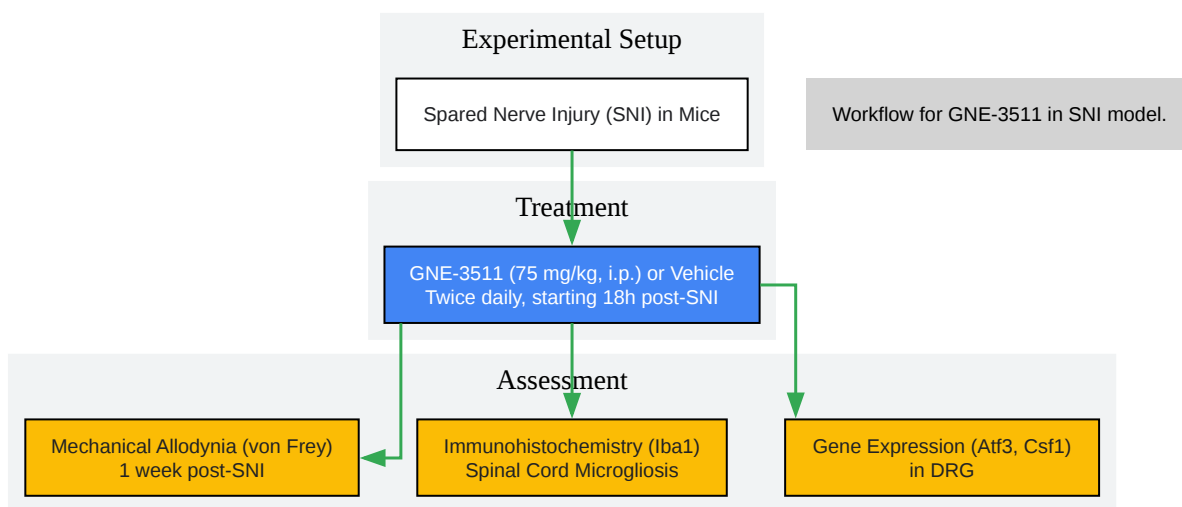 Experimental Setup
Spared Nerve Injury (SNI) in Mice
Workflow for GNE-3511 in SNI model.
Treatment
GNE-3511 (75 mg/kg, i.p.) or Vehicle
Twice daily, starting 18h post-SNI
Assessment
Mechanical Allodynia (von Frey)
1 week post-SNI
Immunohistochemistry (Iba1)
Spinal Cord Microgliosis
Gene Expression (Atf3, Csf1)
in DRG